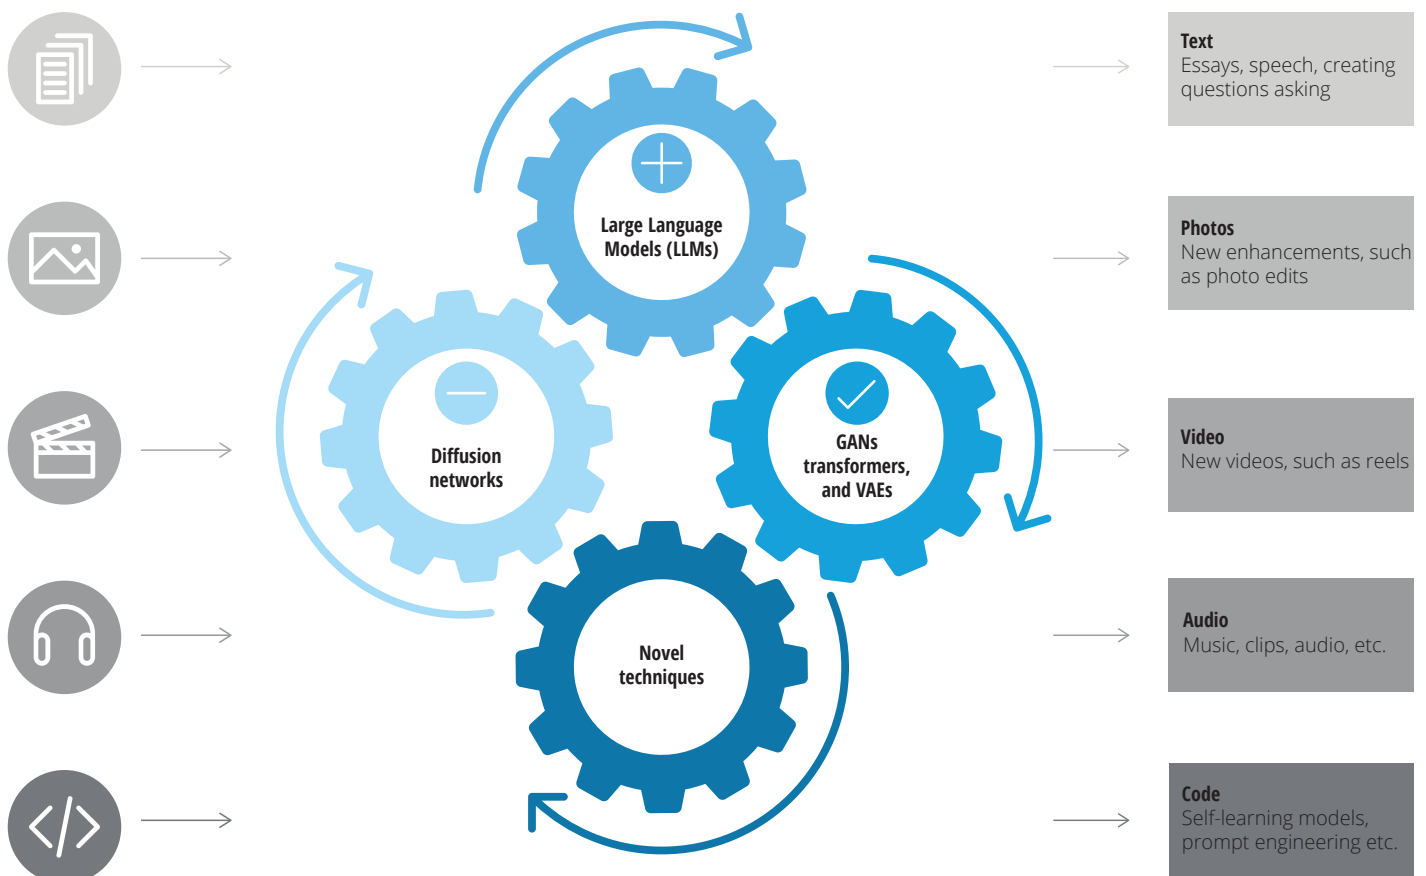 Large Language
Models (LLMs)
Diffusion
networks
GANs
transformers,
and VAEs
Novel
techniques
Text
Essays, speech, creating
questions asking
Photos
New enhancements, such
as photo edits
Video
New videos, such as reels
Audio
Music, clips, audio, etc.
Code
Self-learning models,
prompt engineering etc.